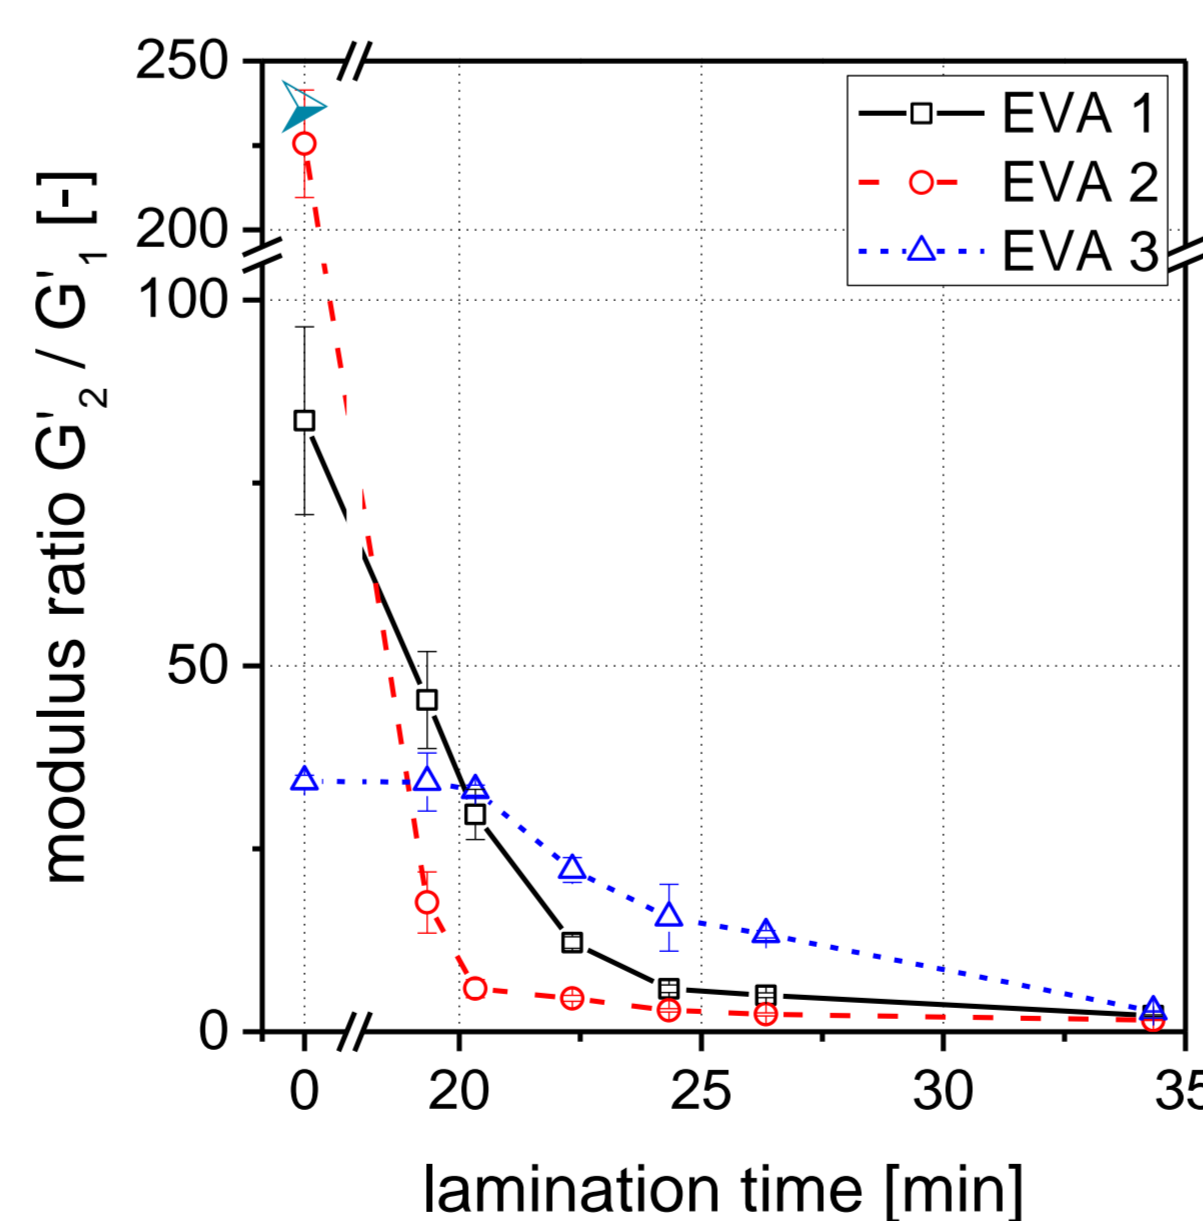 250
200
100
50
0
modulus ratio G'2 / G'1 [-]
EVA 1
EVA 2
EVA 3
0 20 25 30 35
lamination time [min]